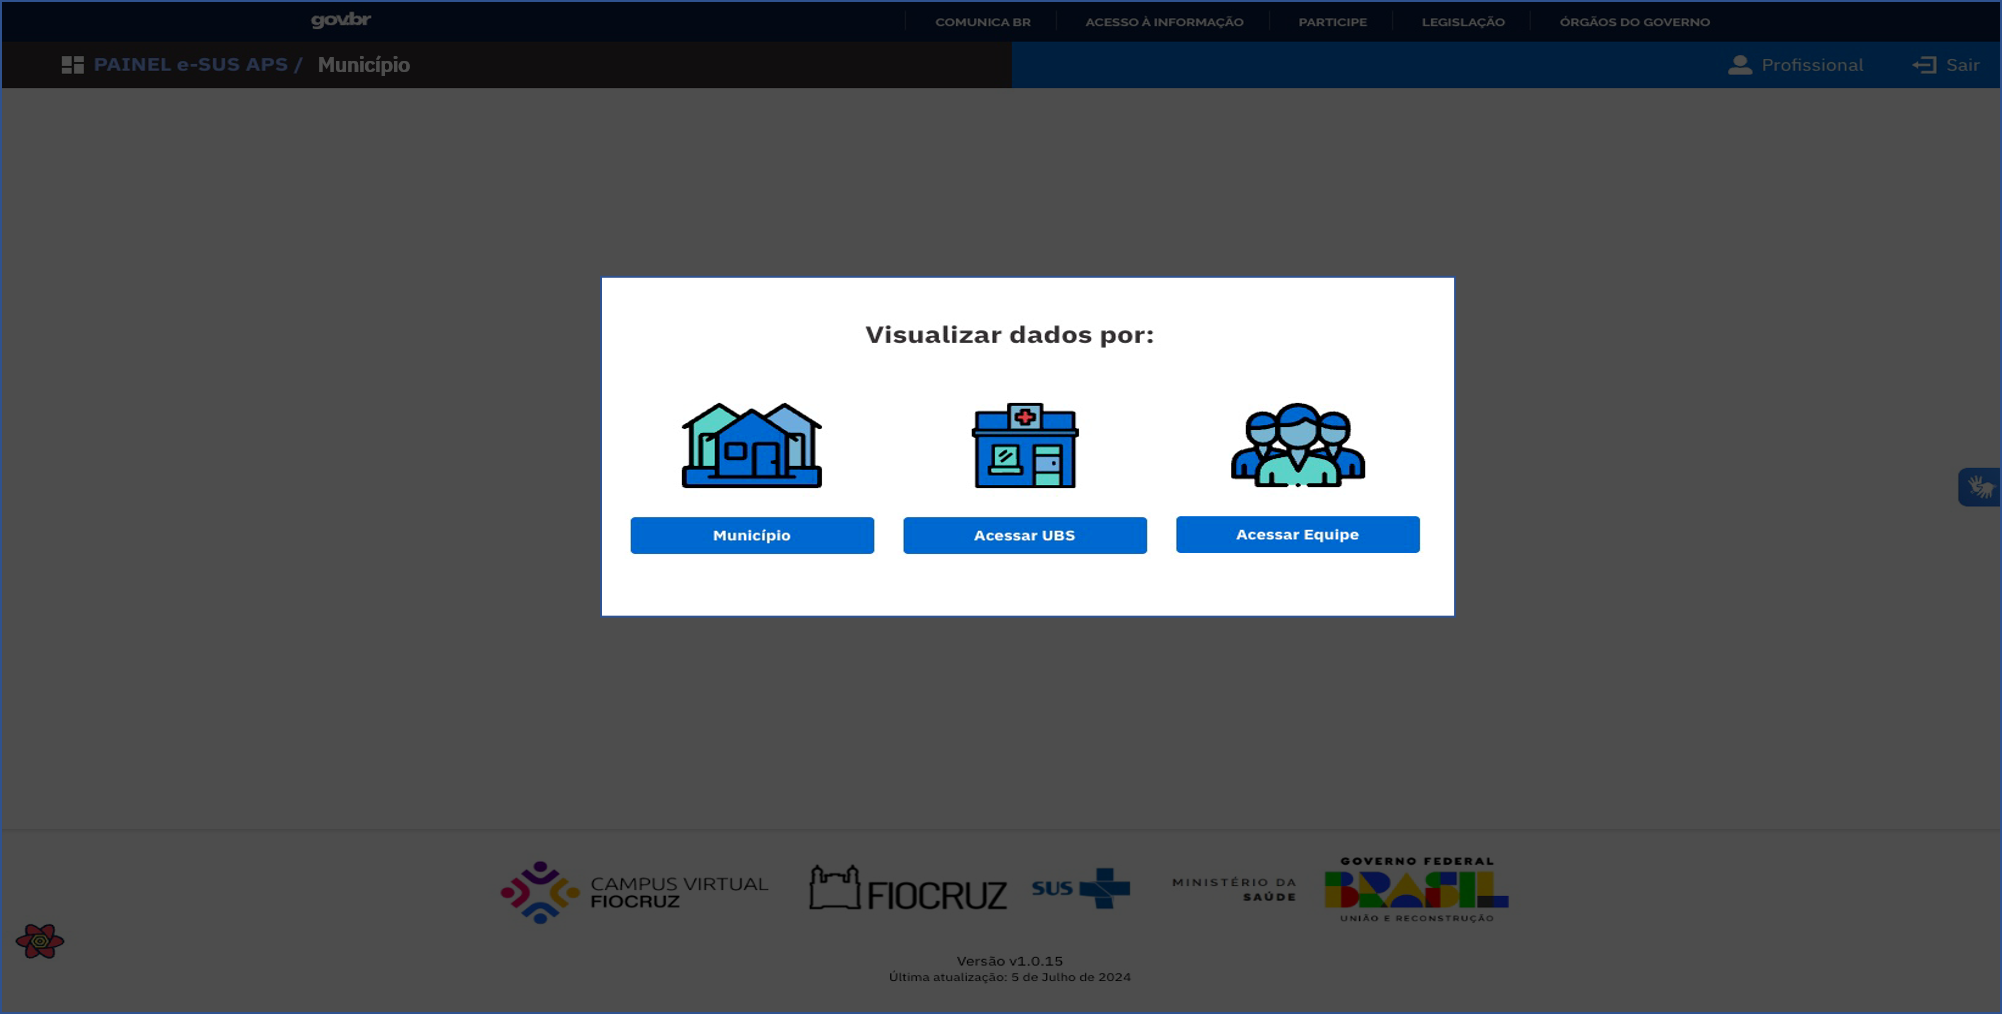 gov.br
COMUNICA BR
ACESSO À INFORMAÇÃO
PARTICIPE
LEGISLAÇÃO
ÓRGÃOS DO GOVERNO
PAINEL e-SUS APS / Município
Profissional
Sair
Visualizar dados por:
Município
Acessar UBS
Acessar Equipe
CAMPUS VIRTUAL
FIOCRUZ
FIOCRUZ
SUS
MINISTÉRIO DA
SAÚDE
GOVERNO FEDERAL
BRASIL
UNIÃO E RECONSTRUÇÃO
Versão v1.0.15
Última atualização: 5 de Julho de 2024